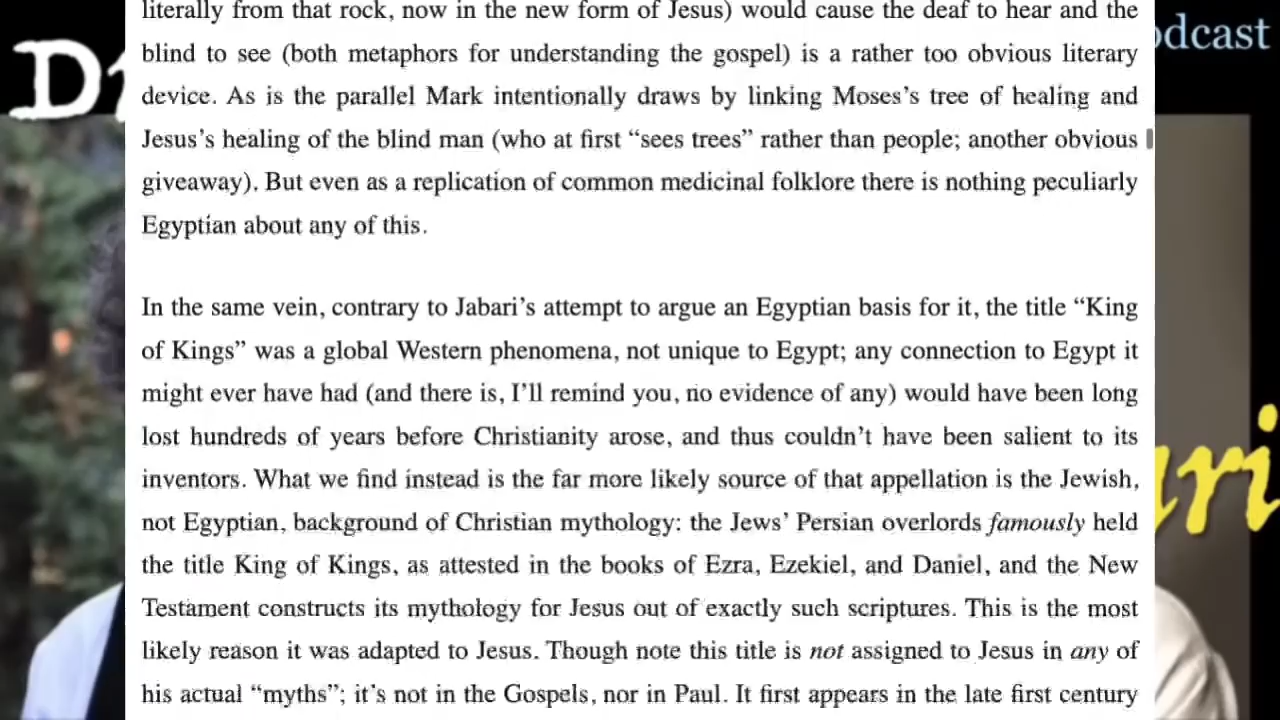 literally from that rock, now in the new form of Jesus) would cause the deaf to hear and the
blind to see (both metaphors for understanding the gospel) is a rather too obvious literary
device. As is the parallel Mark intentionally draws by linking Moses’s tree of healing and
Jesus’s healing of the blind man (who at first “sees trees” rather than people; another obvious
giveaway). But even as a replication of common medicinal folklore there is nothing peculiarly
Egyptian about any of this.
In the same vein, contrary to Jabari’s attempt to argue an Egyptian basis for it, the title “King
of Kings” was a global Western phenomena, not unique to Egypt; any connection to Egypt it
might ever have had (and there is, I’ll remind you, no evidence of any) would have been long
lost hundreds of years before Christianity arose, and thus couldn’t have been salient to its
inventors. What we find instead is the far more likely source of that appellation is the Jewish,
not Egyptian, background of Christian mythology: the Jews’ Persian overlords famously held
the title King of Kings, as attested in the books of Ezra, Ezekiel, and Daniel, and the New
Testament constructs its mythology for Jesus out of exactly such scriptures. This is the most
likely reason it was adapted to Jesus. Though note this title is not assigned to Jesus in any of
his actual “myths”; it’s not in the Gospels, nor in Paul. It first appears in the late first century
odcast
ri